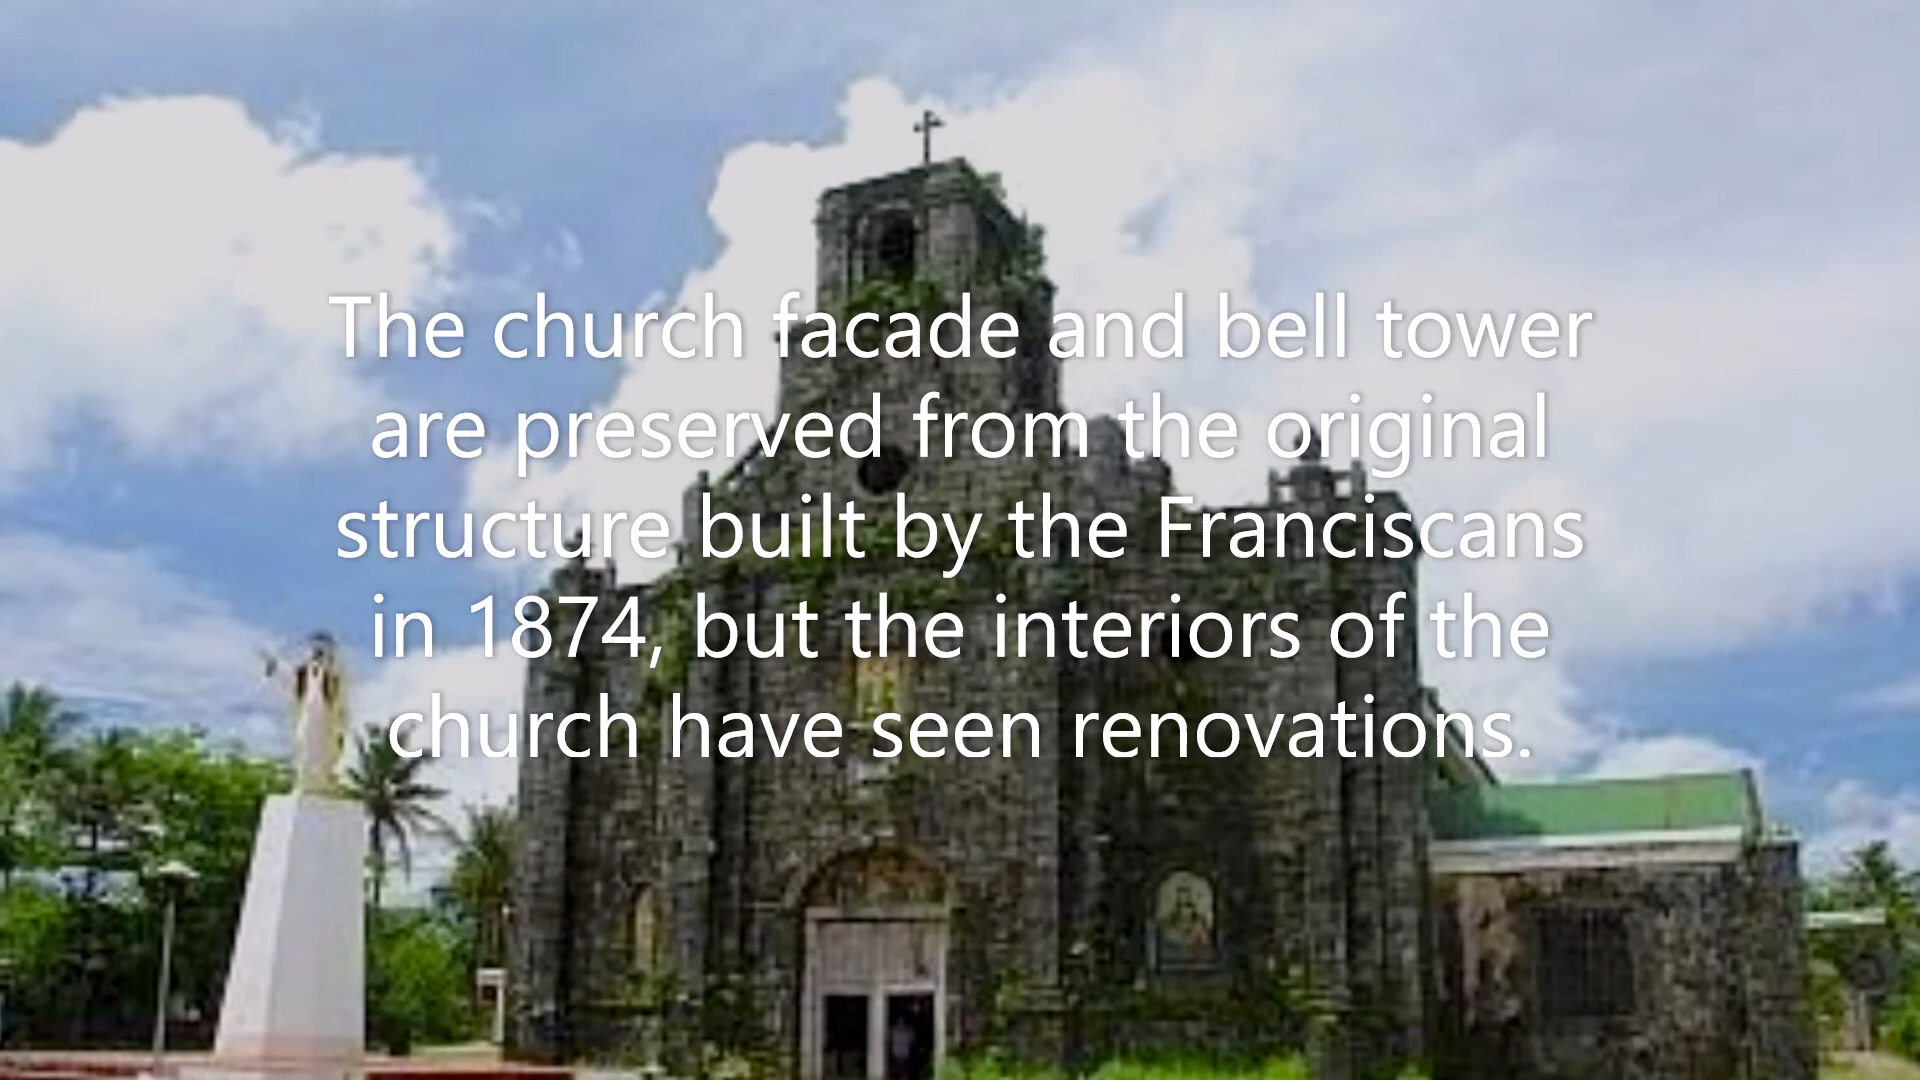 The church facade and bell tower
are preserved from the original
structure built by the Franciscans
in 1874, but the interiors of the
church have seen renovations.